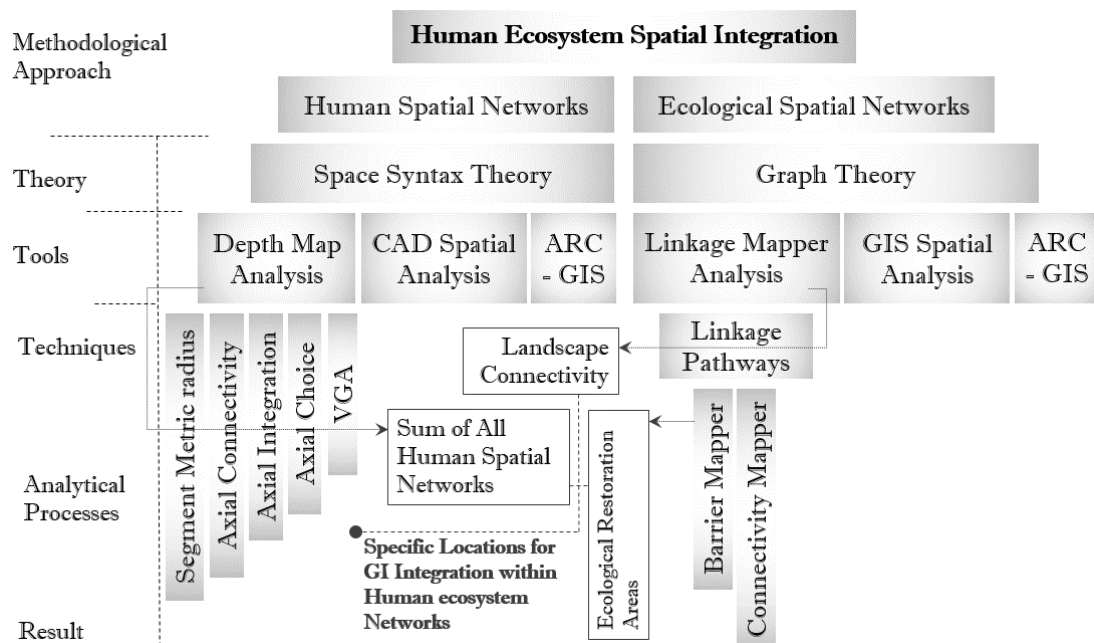 Methodological
Approach
Human Ecosystem Spatial Integration
Human Spatial Networks
Ecological Spatial Networks
Theory
Space Syntax Theory
Graph Theory
Tools
Depth Map
Analysis
CAD Spatial
Analysis
ARC
- GIS
Linkage Mapper
Analysis
GIS Spatial
Analysis
ARC
- GIS
Techniques
Segment Metric radius
Axial Connectivity
Axial Integration
Axial Choice
VGA
Landscape
Connectivity
Linkage
Pathways
Sum of All
Human Spatial
Networks
Ecological Restoration
Areas
Barrier Mapper
Connectivity Mapper
Analytical
Processes
Specific Locations for
GI Integration within
Human ecosystem
Networks
Result